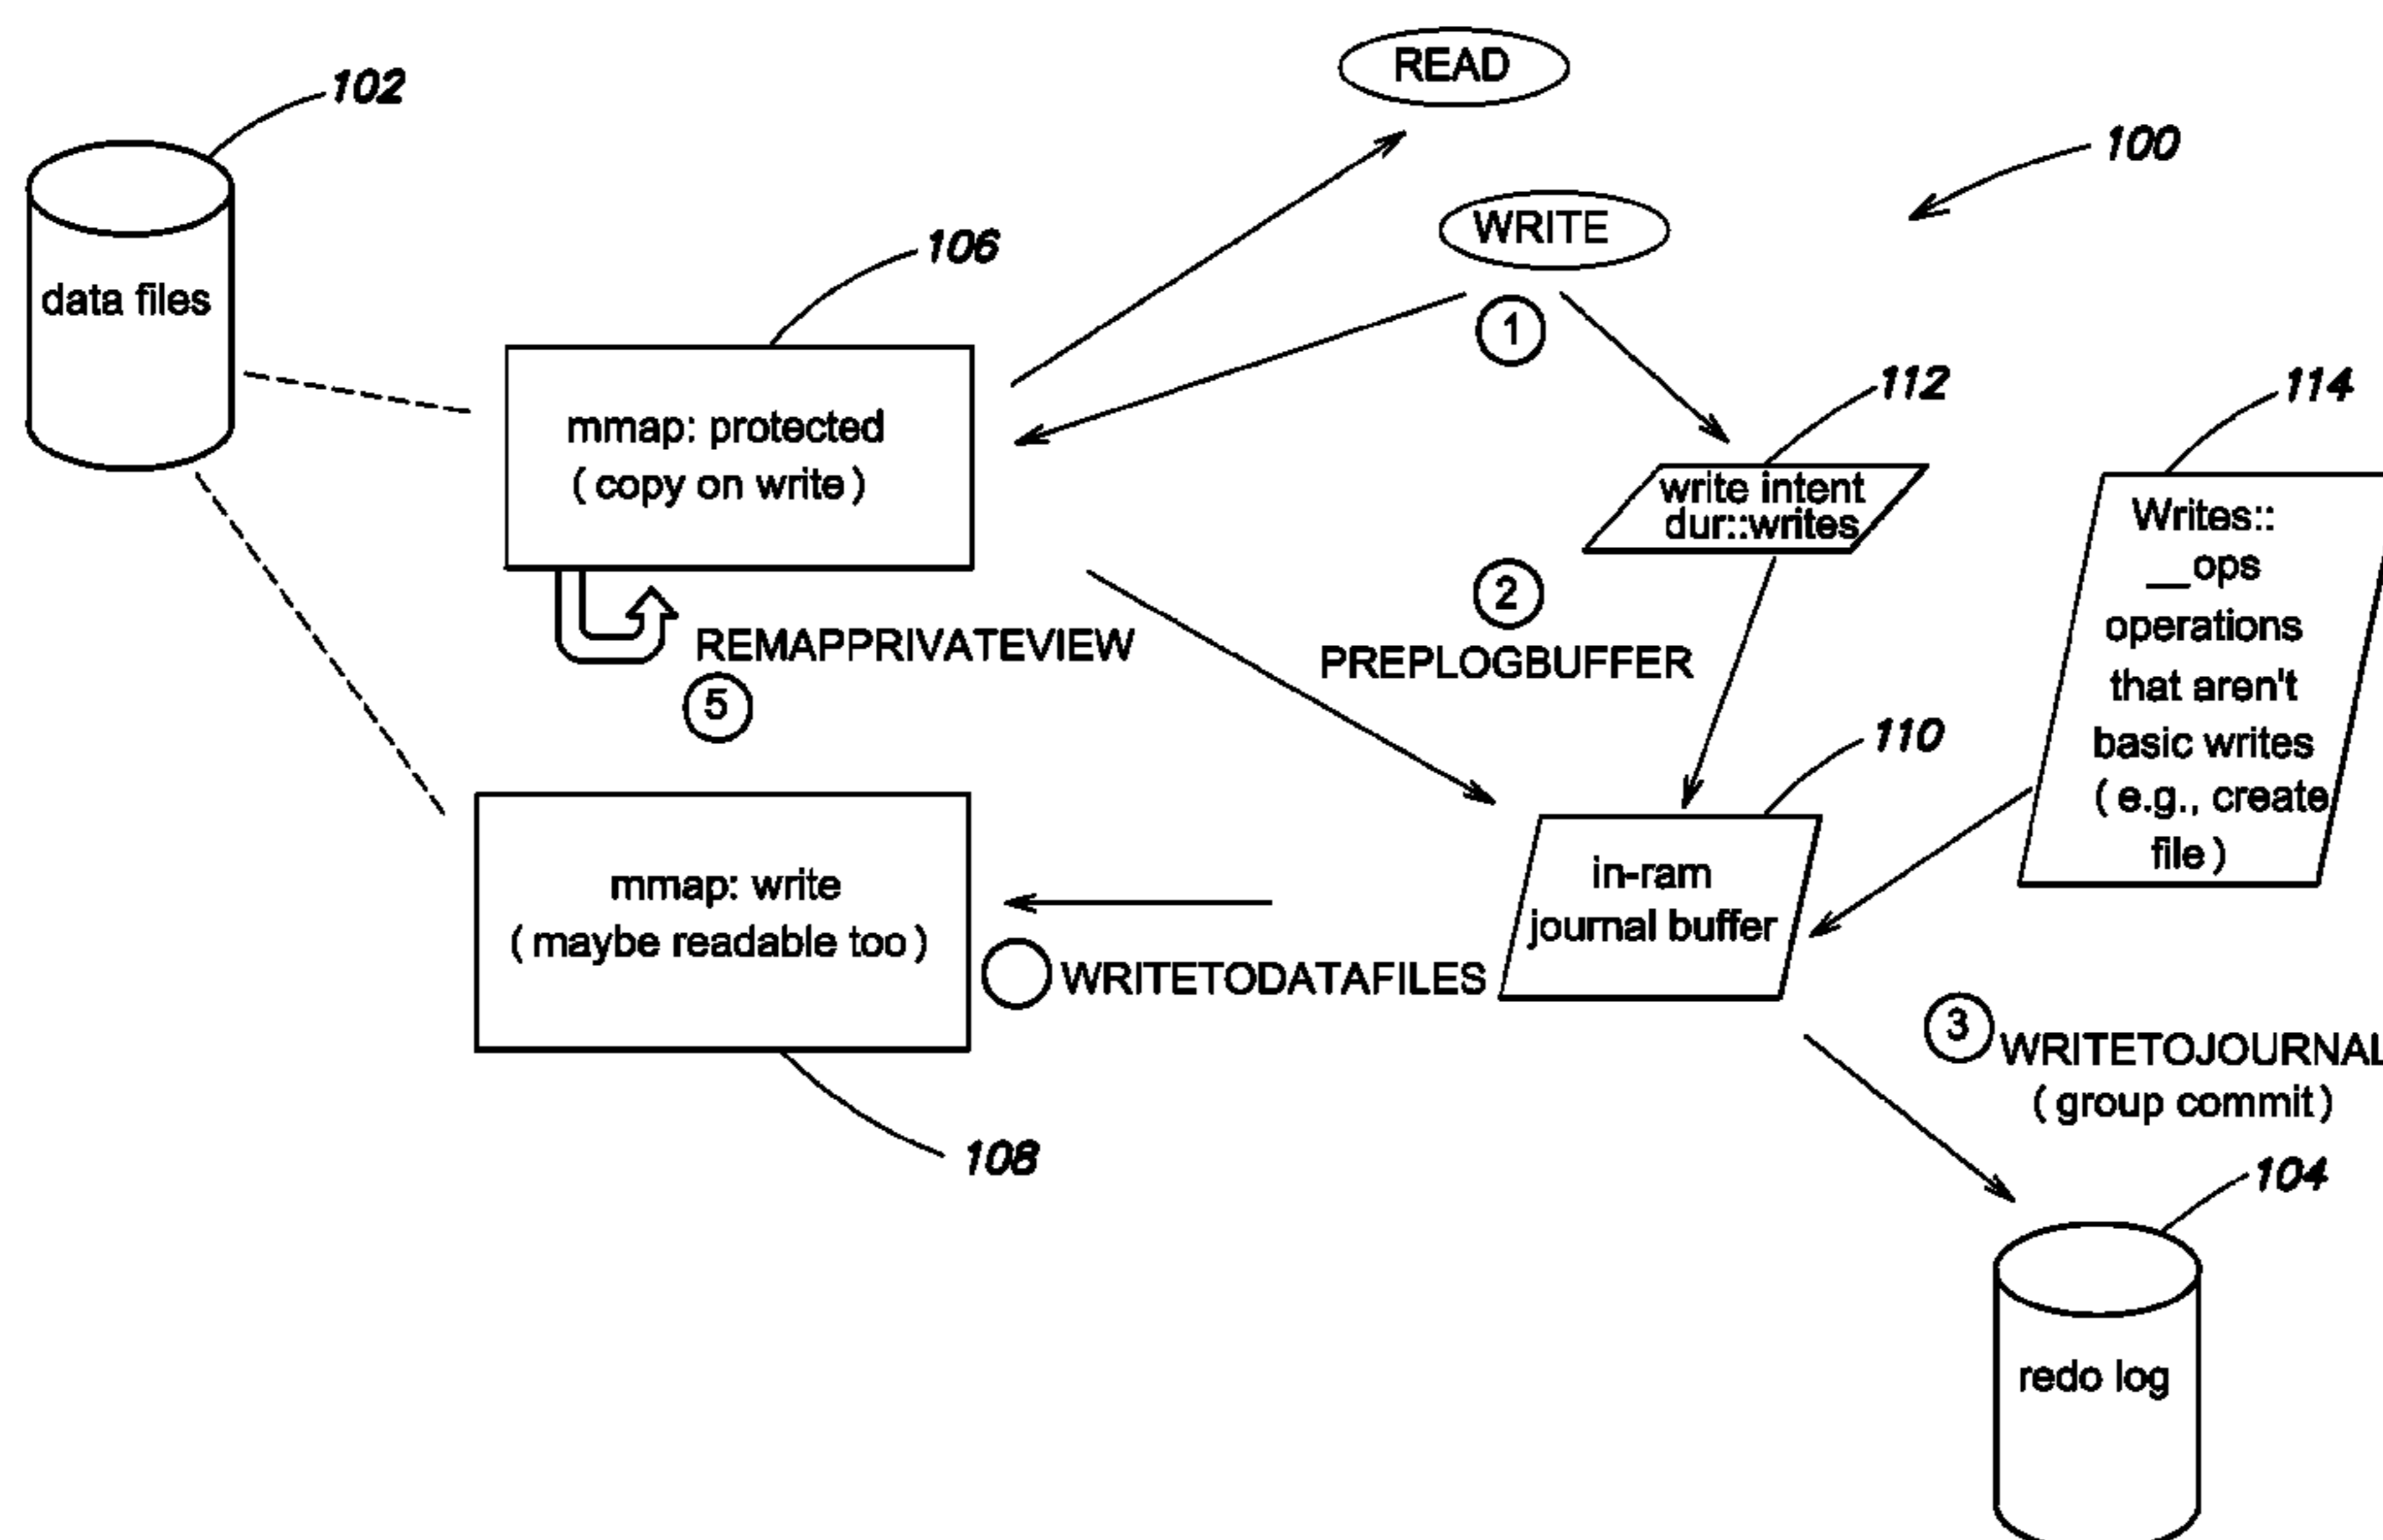 READ
102
100
WRITE
106
data files
1
112
114
mmap: protected
( copy on write )
write intent
dur::writes
Writes::
__ops
operations
that aren't
basic writes
( e.g., create
file )
2
PREPLOGBUFFER
REMAPPRIVATEVIEW
5
110
mmap: write
( maybe readable too )
in-ram
journal buffer
WRITETODATAFILES
3
WRITETOJOURNAL
( group commit )
108
104
redo log